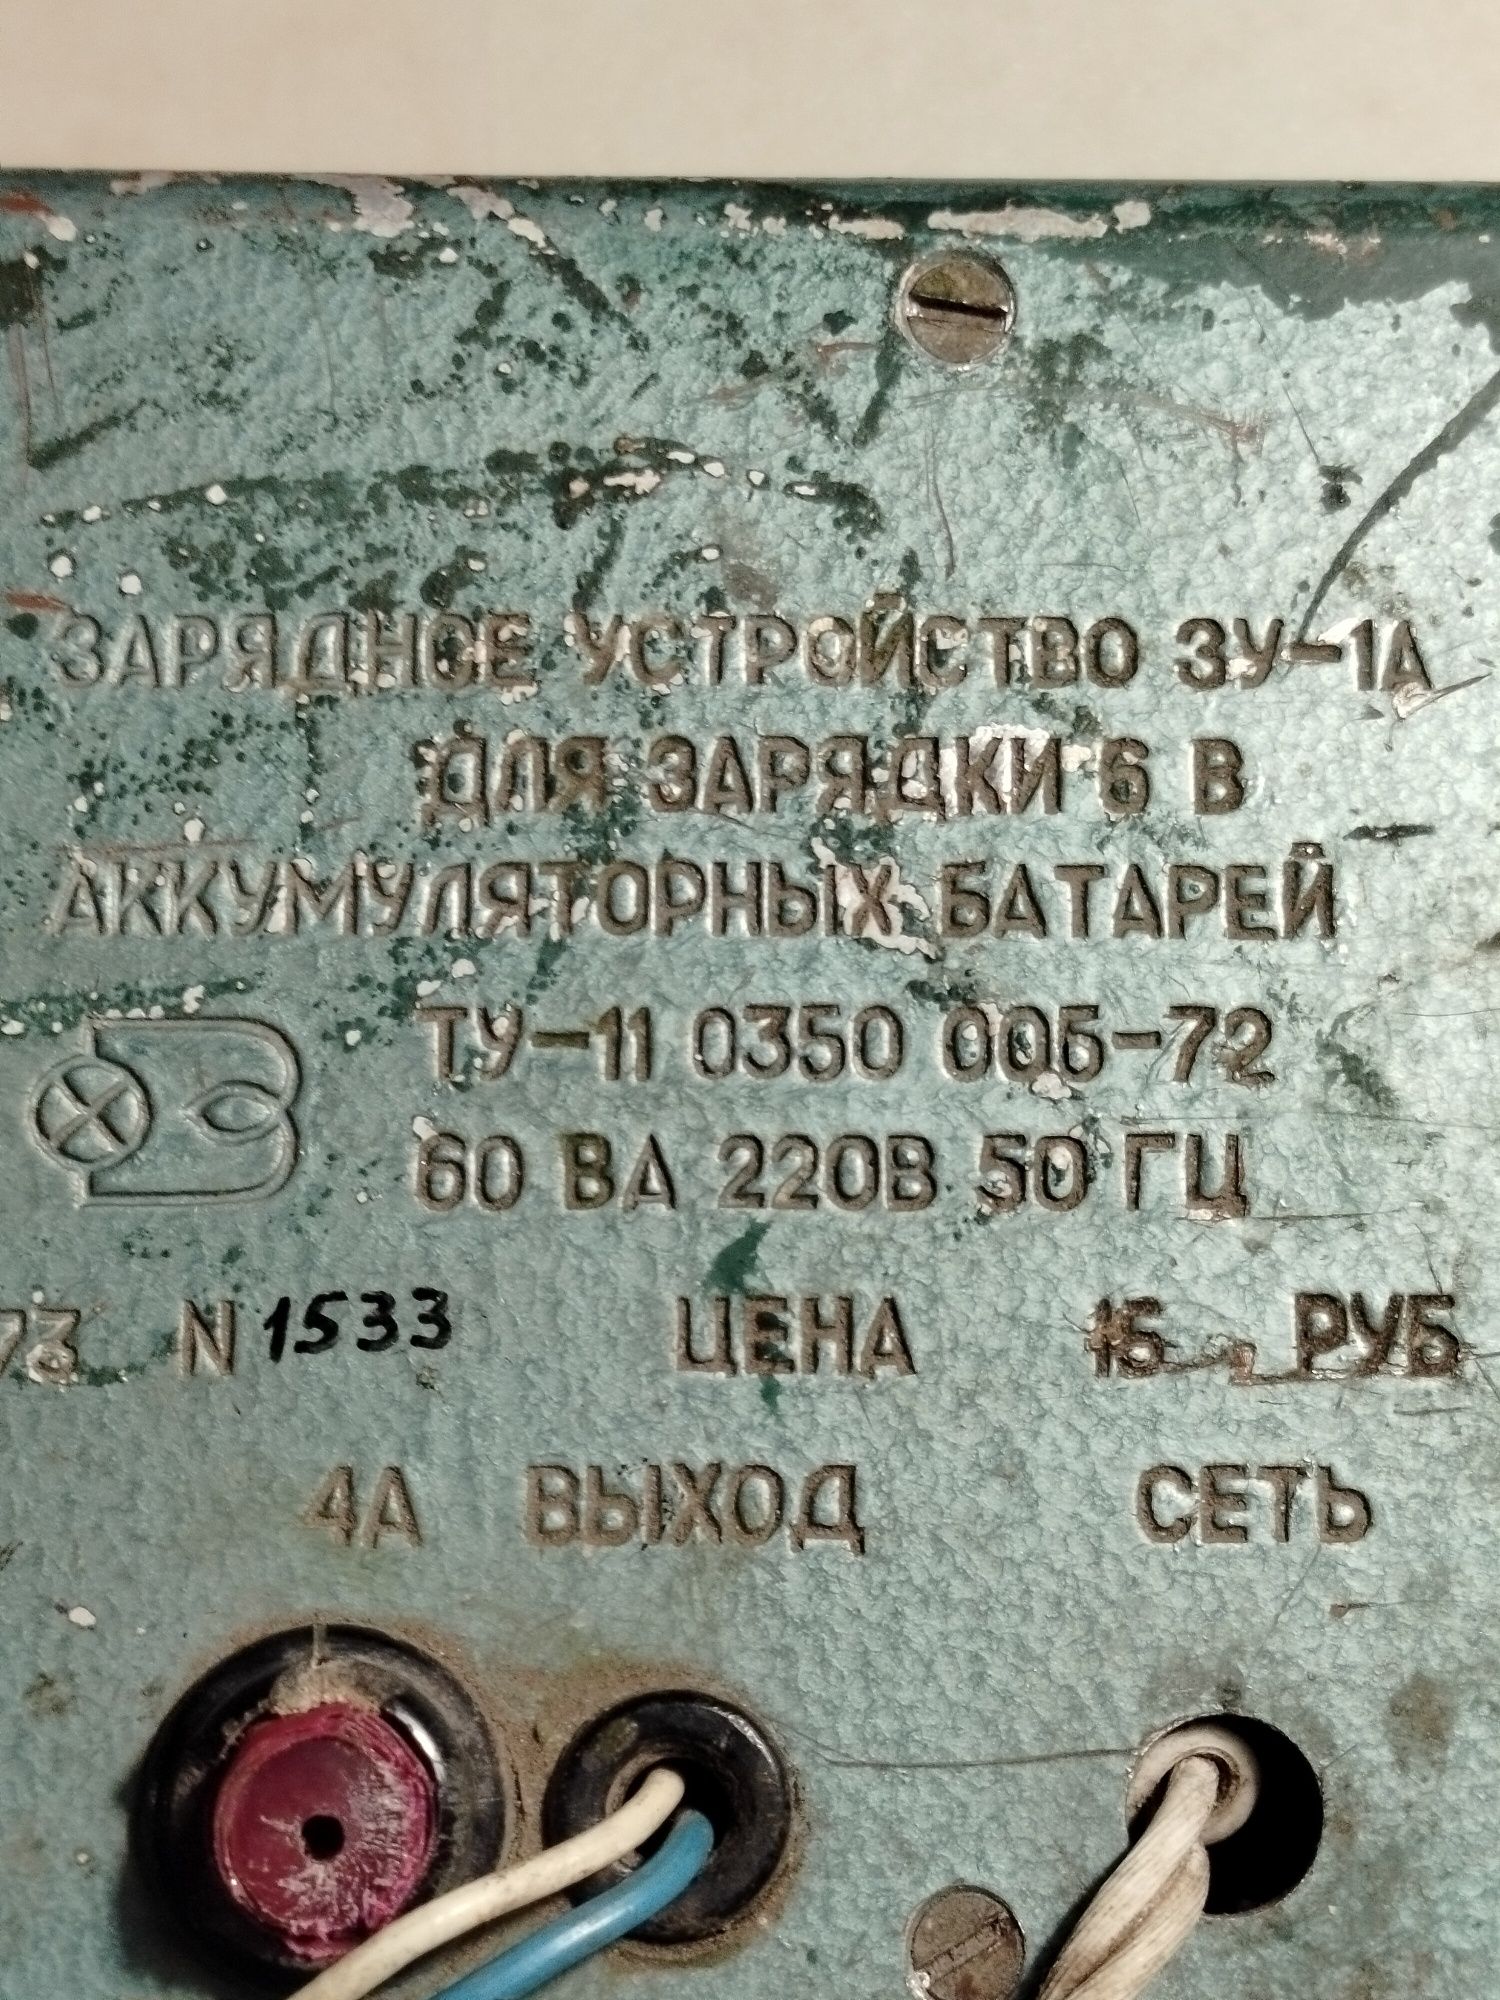 ЗАРЯДНОЕ УСТРОЙСТВО ЗУ-1А
ДЛЯ ЗАРЯДКИ 6 В
АККУМУЛЯТОРНЫХ БАТАРЕЙ
ТУ-11 0350 005-72
60 ВА 220В 50 ГЦ
73 N 1533 ЦЕНА РУБ
4А ВЫХОД СЕТЬ